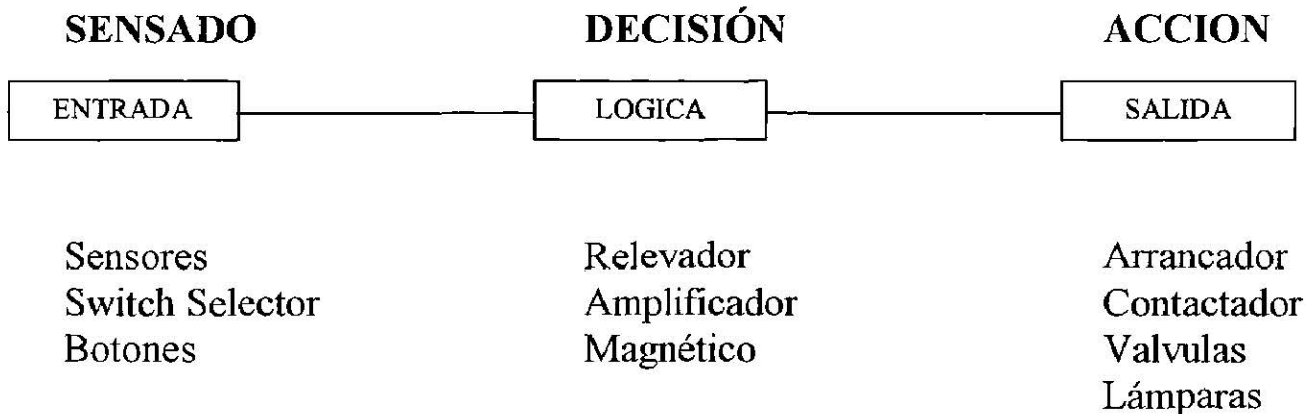 SENSADO DECISIÓN ACCION
ENTRADA LOGICA SALIDA
Sensores Relevador Arrancador
Switch Selector Amplificador Contactador
Botones Magnético Valvulas
Lámparas